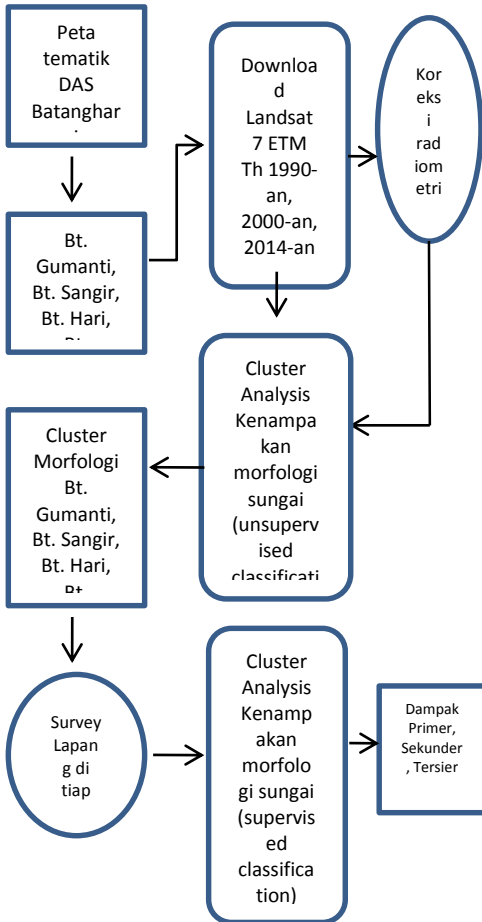 Peta
tematik
DAS
Batanghar
Downloa
d
Landsat
7 ETM
Th 1990-
an,
2000-an,
2014-an
Kor
eks
i
rad
iom
etri
Bt.
Gumanti,
Bt. Sangir,
Bt. Hari,
Cluster
Analysis
Kenampa
kan
morfologi
sungai
(unsuperv
ised
classificati
Cluster
Morfologi
Bt.
Gumanti,
Bt. Sangir,
Bt. Hari,
Bt.
Survey
Lapan
g di
tiap
Cluster
Analysis
Kenamp
akan
morfolo
gi sungai
(supervis
ed
classifica
tion)
Dampak
Primer,
Sekunder
, Tersier